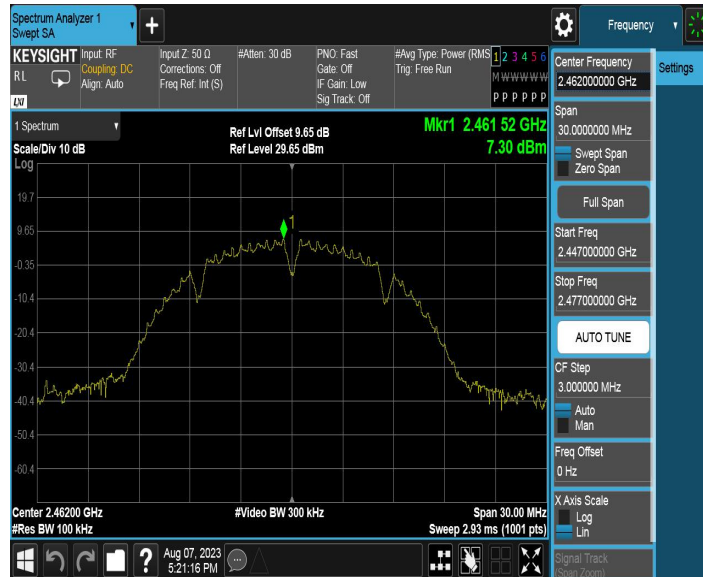 Spectrum Analyzer 1
Swept SA
Frequency
KEYSIGHT
RL
LXI
Input: RF
Coupling: DC
Align: Auto
Input Z: 50 Ω
Corrections: Off
Freq Ref: Int (S)
#Atten: 30 dB
PNO: Fast
Gate: Off
IF Gain: Low
Sig Track: Off
#Avg Type: Power (RMS
Trig: Free Run
1 2 3 4 5 6
M W W W W W
P P P P P P
Center Frequency
2.462000000 GHz
Settings
Span
30.0000000 MHz
Swept Span
Zero Span
Full Span
Start Freq
2.447000000 GHz
Stop Freq
2.477000000 GHz
AUTO TUNE
CF Step
3.000000 MHz
Auto
Man
Freq Offset
0 Hz
X Axis Scale
Log
Lin
Signal Track
(Span Zoom)
1 Spectrum
Scale/Div 10 dB
Ref Lvl Offset 9.65 dB
Ref Level 29.65 dBm
Mkr1 2.461 52 GHz
7.30 dBm
Log
19.7
9.65
-0.35
-10.4
-20.4
-30.4
-40.4
-50.4
-60.4
1
Center 2.46200 GHz
#Res BW 100 kHz
#Video BW 300 kHz
Span 30.00 MHz
Sweep 2.93 ms (1001 pts)
?
Aug 07, 2023
5:21:16 PM